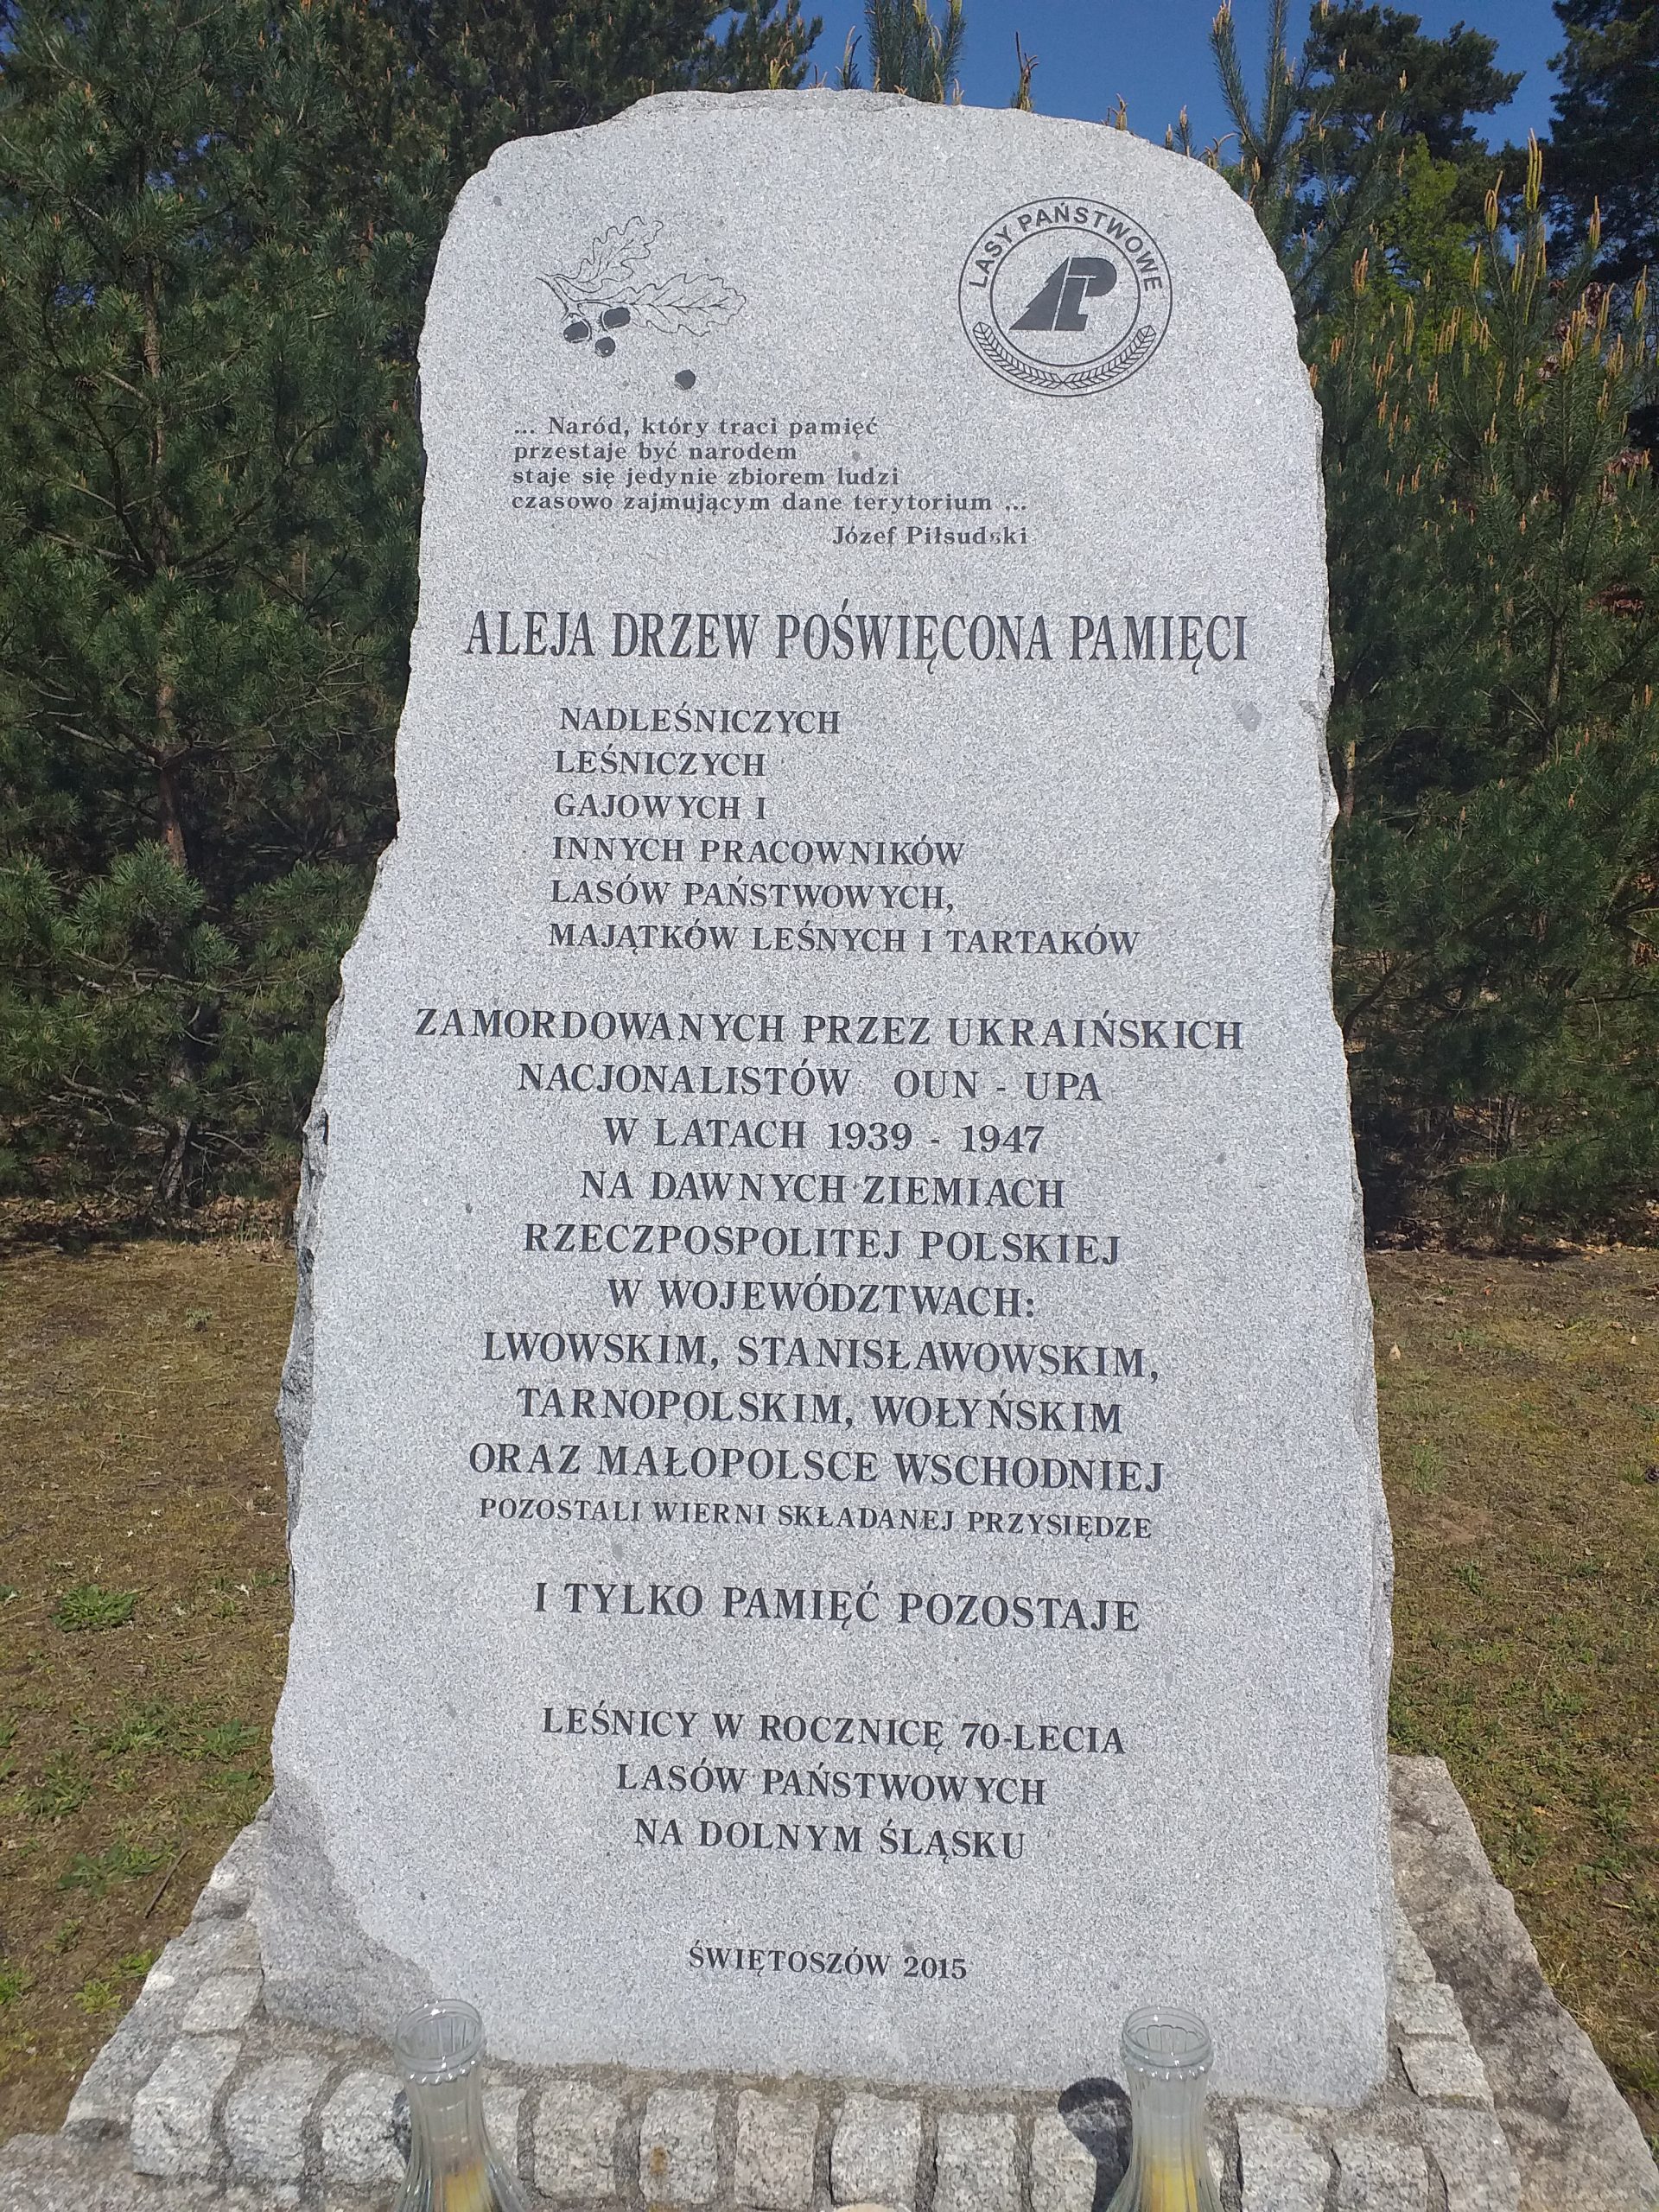 LASY PAŃSTWOWE
... Naród, który traci pamięć
przestaje być narodem
staje się jedynie zbiorem ludzi
czasowo zajmującym dane terytorium ...
Józef Piłsudski
ALEJA DRZEW POŚWIĘCONA PAMIĘCI
NADLEŚNICZYCH
LEŚNICZYCH
GAJOWYCH I
INNYCH PRACOWNIKÓW
LASÓW PAŃSTWOWYCH,
MAJĄTKÓW LEŚNYCH I TARTAKÓW
ZAMORDOWANYCH PRZEZ UKRAIŃSKICH
NACJONALISTÓW OUN - UPA
W LATACH 1939 - 1947
NA DAWNYCH ZIEMIACH
RZECZPOSPOLITEJ POLSKIEJ
W WOJEWÓDZTWACH:
LWOWSKIM, STANISŁAWOWSKIM,
TARNOPOLSKIM, WOŁYŃSKIM
ORAZ MAŁOPOLSCE WSCHODNIEJ
POZOSTALI WIERNI SKŁADANEJ PRZYSIĘDZE
I TYLKO PAMIĘĆ POZOSTAJE
LEŚNICY W ROCZNICĘ 70-LECIA
LASÓW PAŃSTWOWYCH
NA DOLNYM ŚLĄSKU
ŚWIĘTOSZÓW 2015